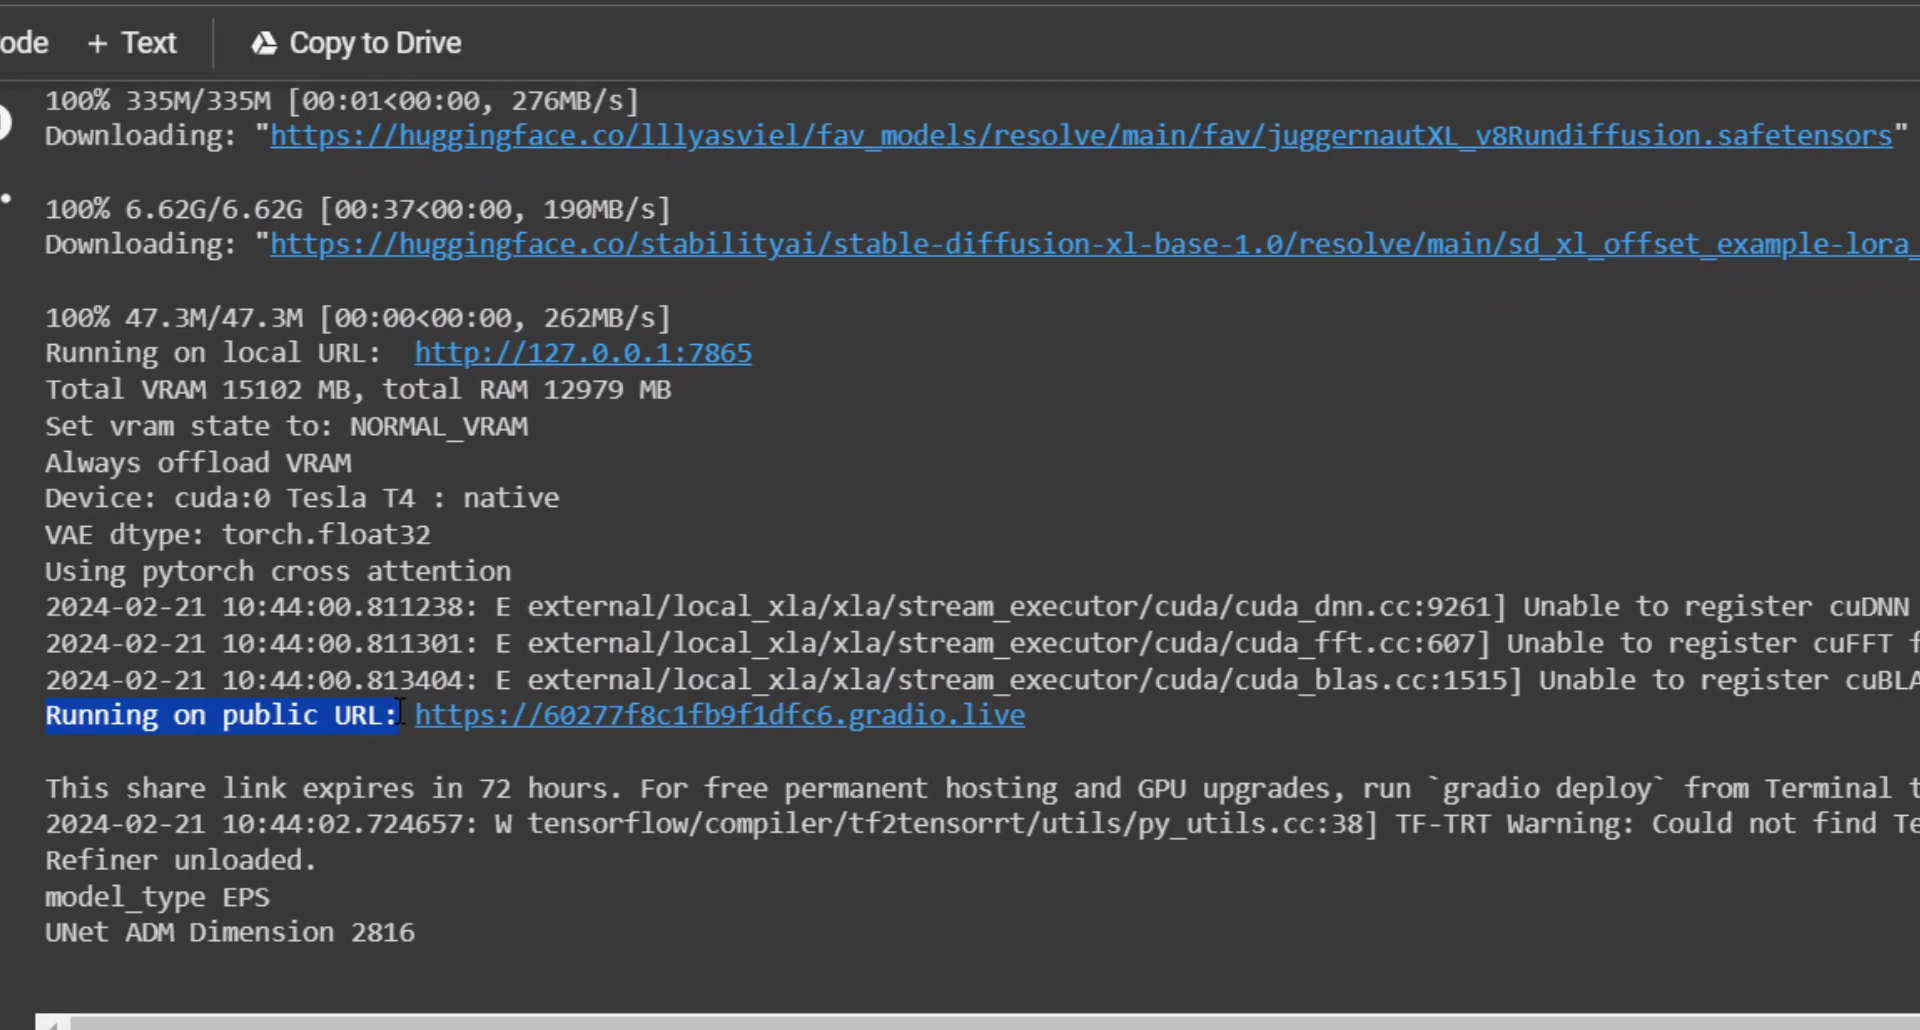 ode + Text Copy to Drive
100% 335M/335M [00:01<00:00, 276MB/s]
Downloading: "https://huggingface.co/lllyasviel/fav_models/resolve/main/fav/juggernautXL_v8Rundiffusion.safetensors"
100% 6.62G/6.62G [00:37<00:00, 190MB/s]
Downloading: "https://huggingface.co/stabilityai/stable-diffusion-xl-base-1.0/resolve/main/sd_xl_offset_example-lora_
100% 47.3M/47.3M [00:00<00:00, 262MB/s]
Running on local URL: http://127.0.0.1:7865
Total VRAM 15102 MB, total RAM 12979 MB
Set vram state to: NORMAL_VRAM
Always offload VRAM
Device: cuda:0 Tesla T4 : native
VAE dtype: torch.float32
Using pytorch cross attention
2024-02-21 10:44:00.811238: E external/local_xla/xla/stream_executor/cuda/cuda_dnn.cc:9261] Unable to register cuDNN
2024-02-21 10:44:00.811301: E external/local_xla/xla/stream_executor/cuda/cuda_fft.cc:607] Unable to register cuFFT f
2024-02-21 10:44:00.813404: E external/local_xla/xla/stream_executor/cuda/cuda_blas.cc:1515] Unable to register cuBLA
Running on public URL: https://60277f8c1fb9f1dfc6.gradio.live
This share link expires in 72 hours. For free permanent hosting and GPU upgrades, run `gradio deploy` from Terminal t
2024-02-21 10:44:02.724657: W tensorflow/compiler/tf2tensorrt/utils/py_utils.cc:38] TF-TRT Warning: Could not find Te
Refiner unloaded.
model_type EPS
UNet ADM Dimension 2816